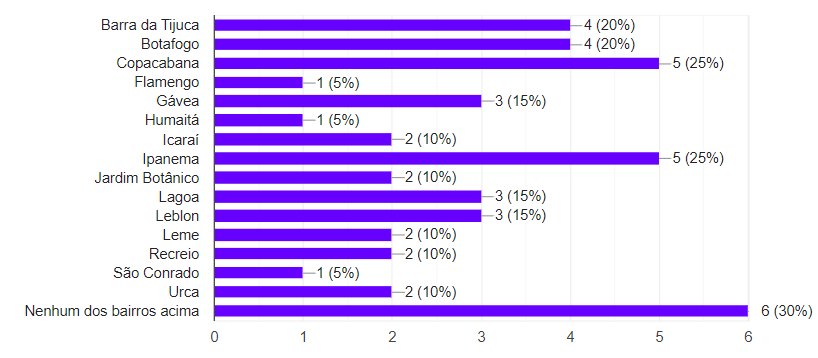 Barra da Tijuca 4 (20%)
Botafogo 4 (20%)
Copacabana 5 (25%)
Flamengo 1 (5%)
Gávea 3 (15%)
Humaitá 1 (5%)
Icaraí 2 (10%)
Ipanema 5 (25%)
Jardim Botânico 2 (10%)
Lagoa 3 (15%)
Leblon 3 (15%)
Leme 2 (10%)
Recreio 2 (10%)
São Conrado 1 (5%)
Urca 2 (10%)
Nenhum dos bairros acima 6 (30%)
0 1 2 3 4 5 6